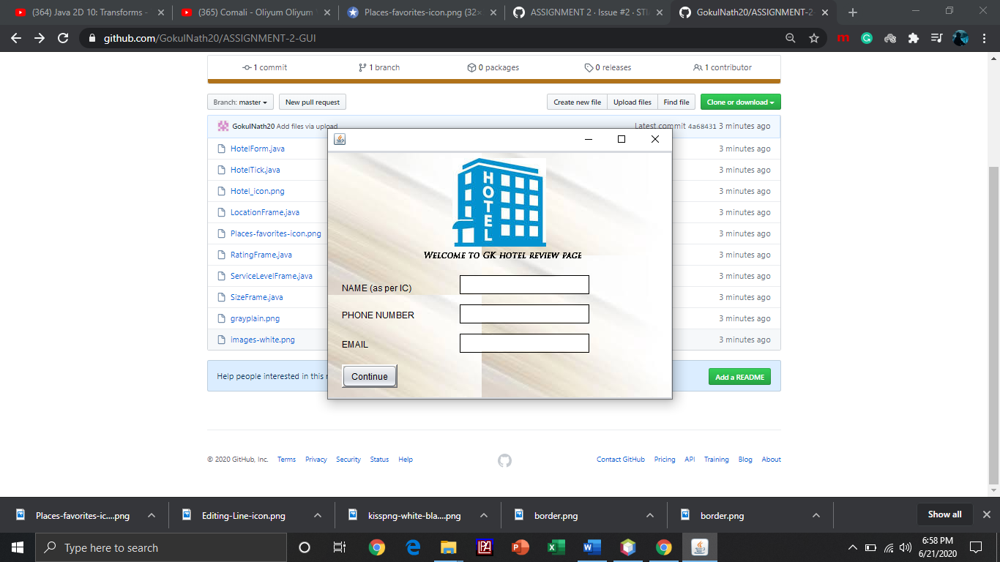 (364) Java 2D 10: Transforms -
(365) Comali - Oliyum Oliyum
Places-favorites-icon.png (32×
ASSIGNMENT 2 · Issue #2 · STI
GokulNath20/ASSIGNMENT-2-
github.com/GokulNath20/ASSIGNMENT-2-GUI
1 commit
1 branch
0 packages
0 releases
1 contributor
Branch: master
New pull request
Create new file
Upload files
Find file
Clone or download
GokulNath20 Add files via upload
Latest commit 4a68431 3 minutes ago
HotelForm.java
3 minutes ago
HotelTick.java
3 minutes ago
Hotel_icon.png
3 minutes ago
LocationFrame.java
3 minutes ago
Places-favorites-icon.png
3 minutes ago
RatingFrame.java
3 minutes ago
ServiceLevelFrame.java
3 minutes ago
SizeFrame.java
3 minutes ago
grayplain.png
3 minutes ago
images-white.png
3 minutes ago
Help people interested in this
Add a README
HOTEL
WELCOME TO GK HOTEL REVIEW PAGE
NAME (as per IC)
PHONE NUMBER
EMAIL
Continue
© 2020 GitHub, Inc.
Terms
Privacy
Security
Status
Help
Contact GitHub
Pricing
API
Training
Blog
About
Places-favorites-ic....png
Editing-Line-icon.png
kisspng-white-bla....png
border.png
border.png
Show all
Type here to search
6:58 PM
6/21/2020